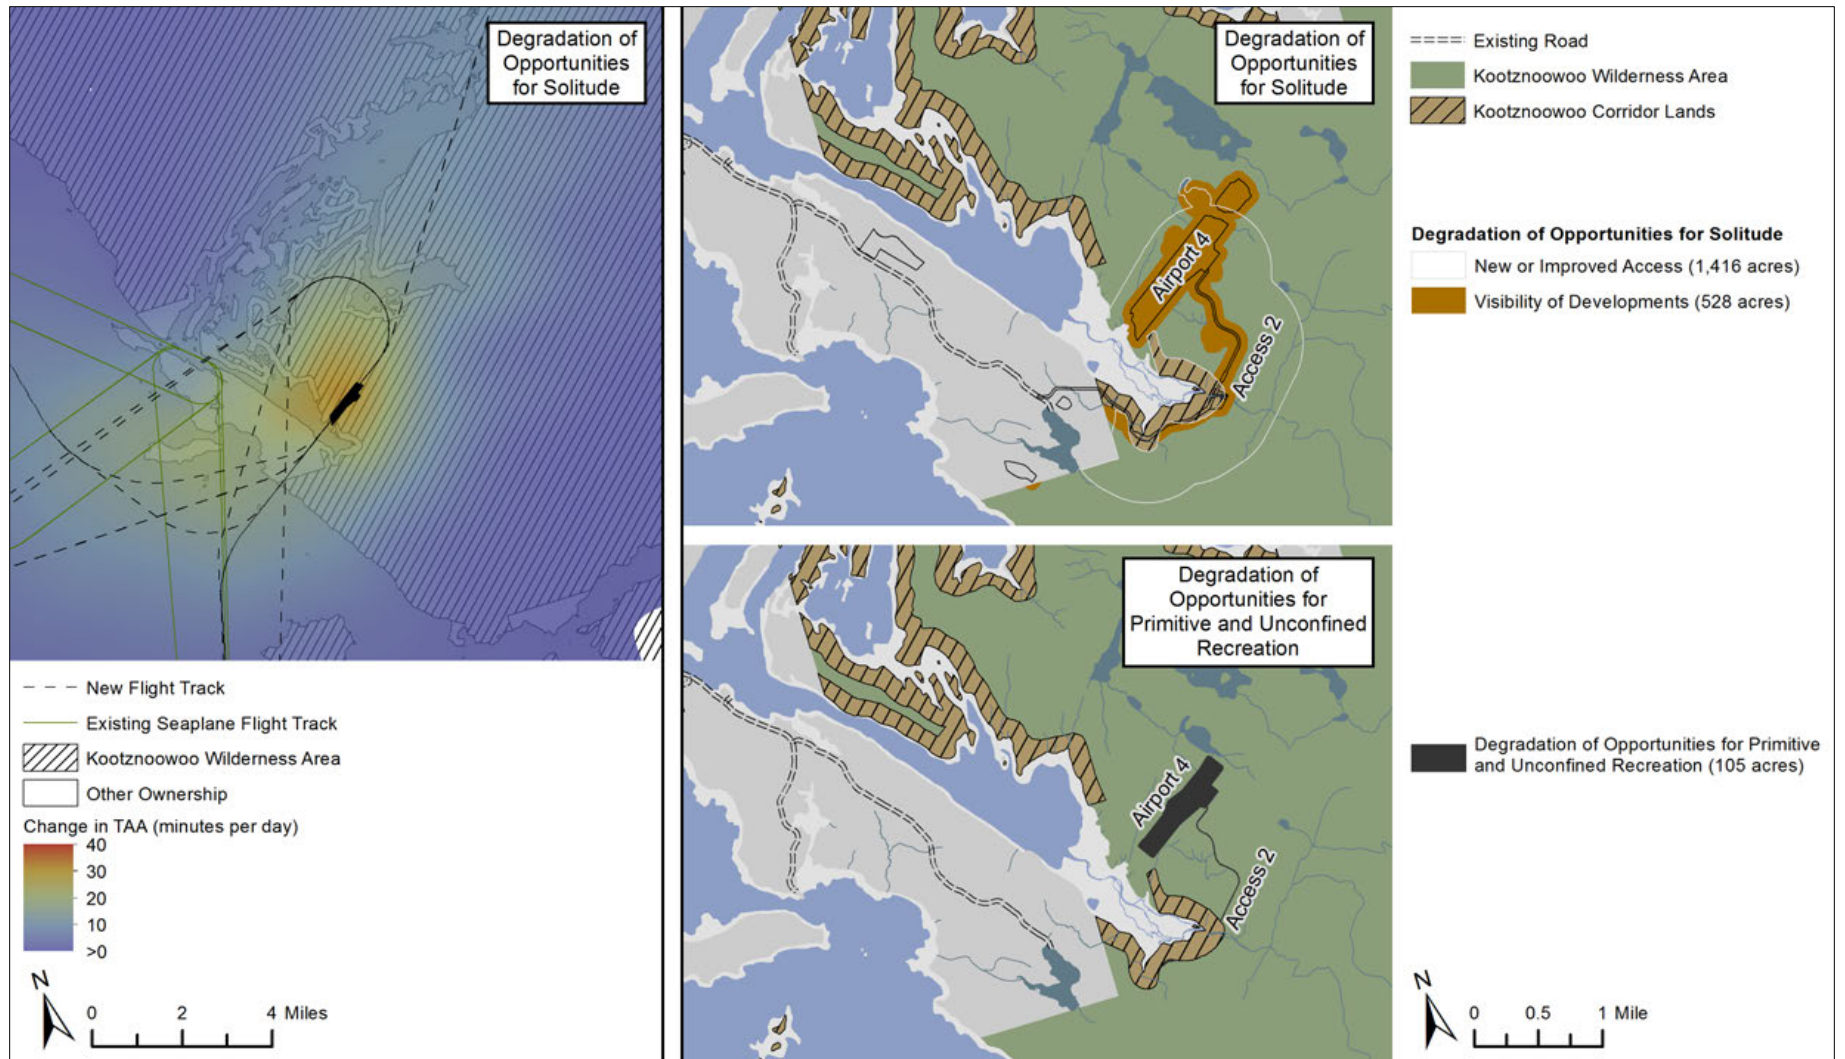 Degradation of
Opportunities
for Solitude
New Flight Track
Existing Seaplane Flight Track
Kootznoowoo Wilderness Area
Other Ownership
Change in TAA (minutes per day)
40
30
20
10
>0
N
0 2 4 Miles
Degradation of
Opportunities
for Solitude
Airport 4
Access 2
Degradation of
Opportunities for
Primitive and Unconfined
Recreation
Airport 4
Access 2
Existing Road
Kootznoowoo Wilderness Area
Kootznoowoo Corridor Lands
Degradation of Opportunities for Solitude
New or Improved Access (1,416 acres)
Visibility of Developments (528 acres)
Degradation of Opportunities for Primitive
and Unconfined Recreation (105 acres)
N
0 0.5 1 Mile